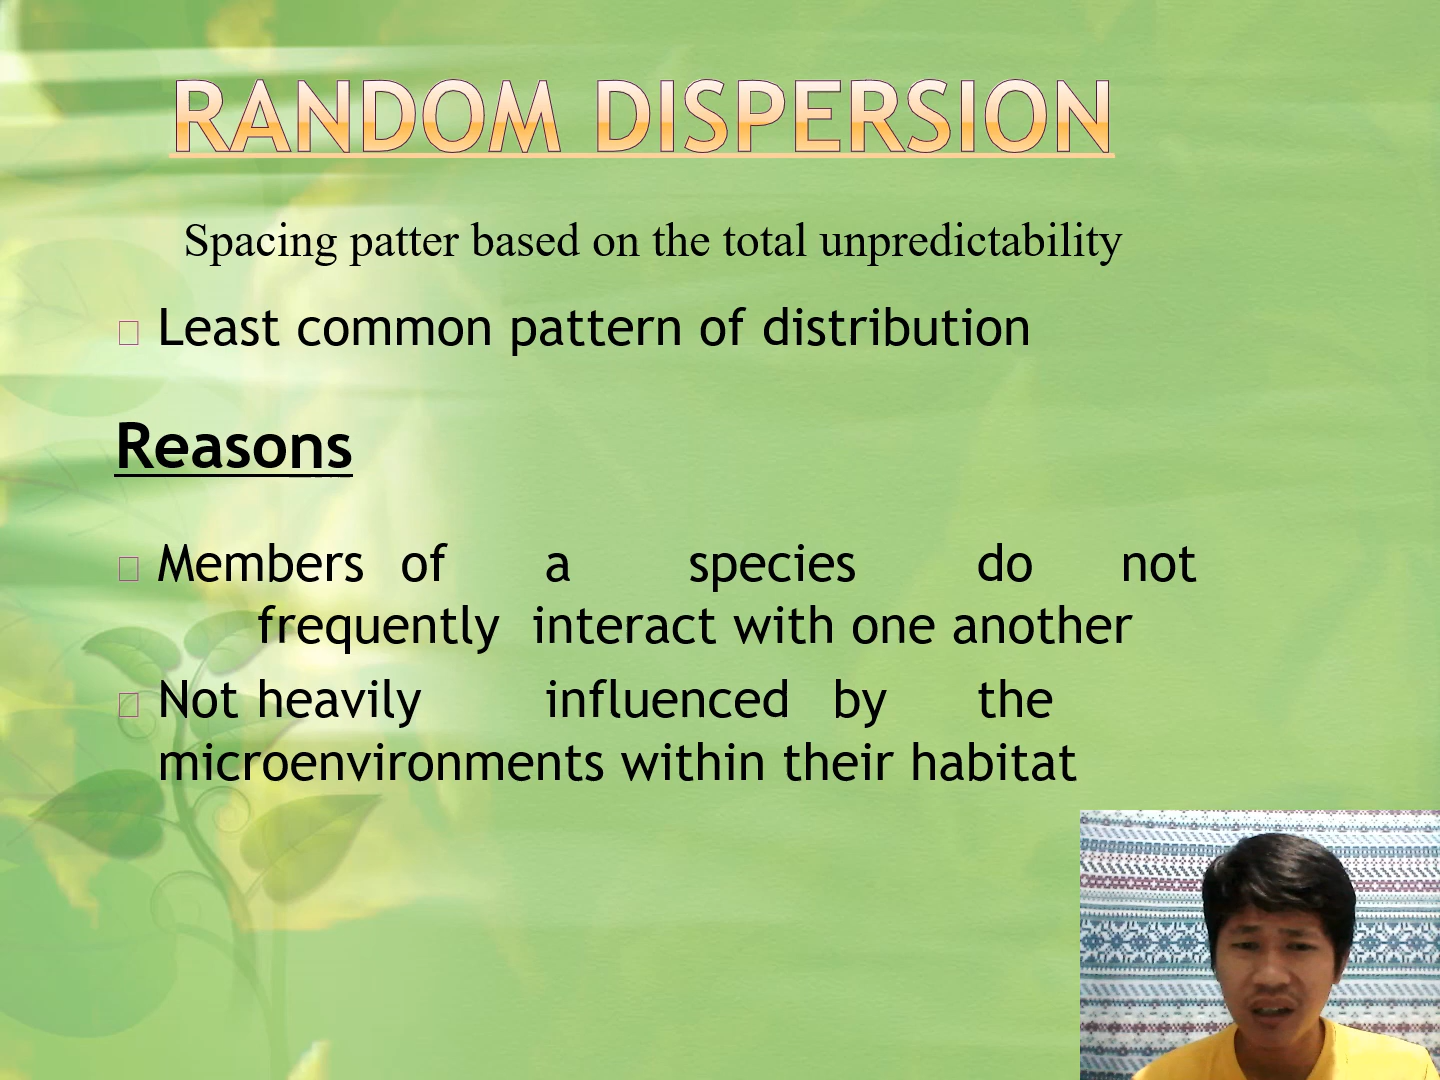 RANDOM DISPERSION
Spacing patter based on the total unpredictability
Least common pattern of distribution
Reasons
Members of a species do not
frequently interact with one another
Not heavily influenced by the
microenvironments within their habitat